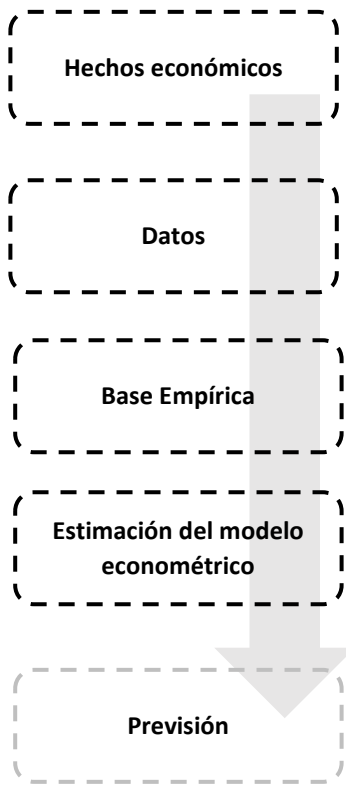 Hechos económicos
Datos
Base Empírica
Estimación del modelo
econométrico
Previsión